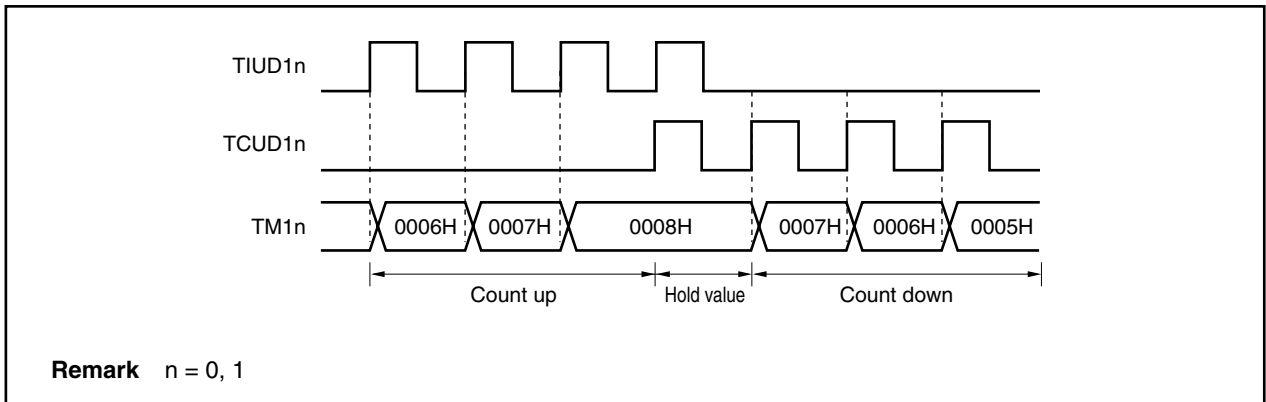 TIUD1n
TCUD1n
TM1n 0006H 0007H 0008H 0007H 0006H 0005H
Count up Hold value Count down
Remark n = 0, 1